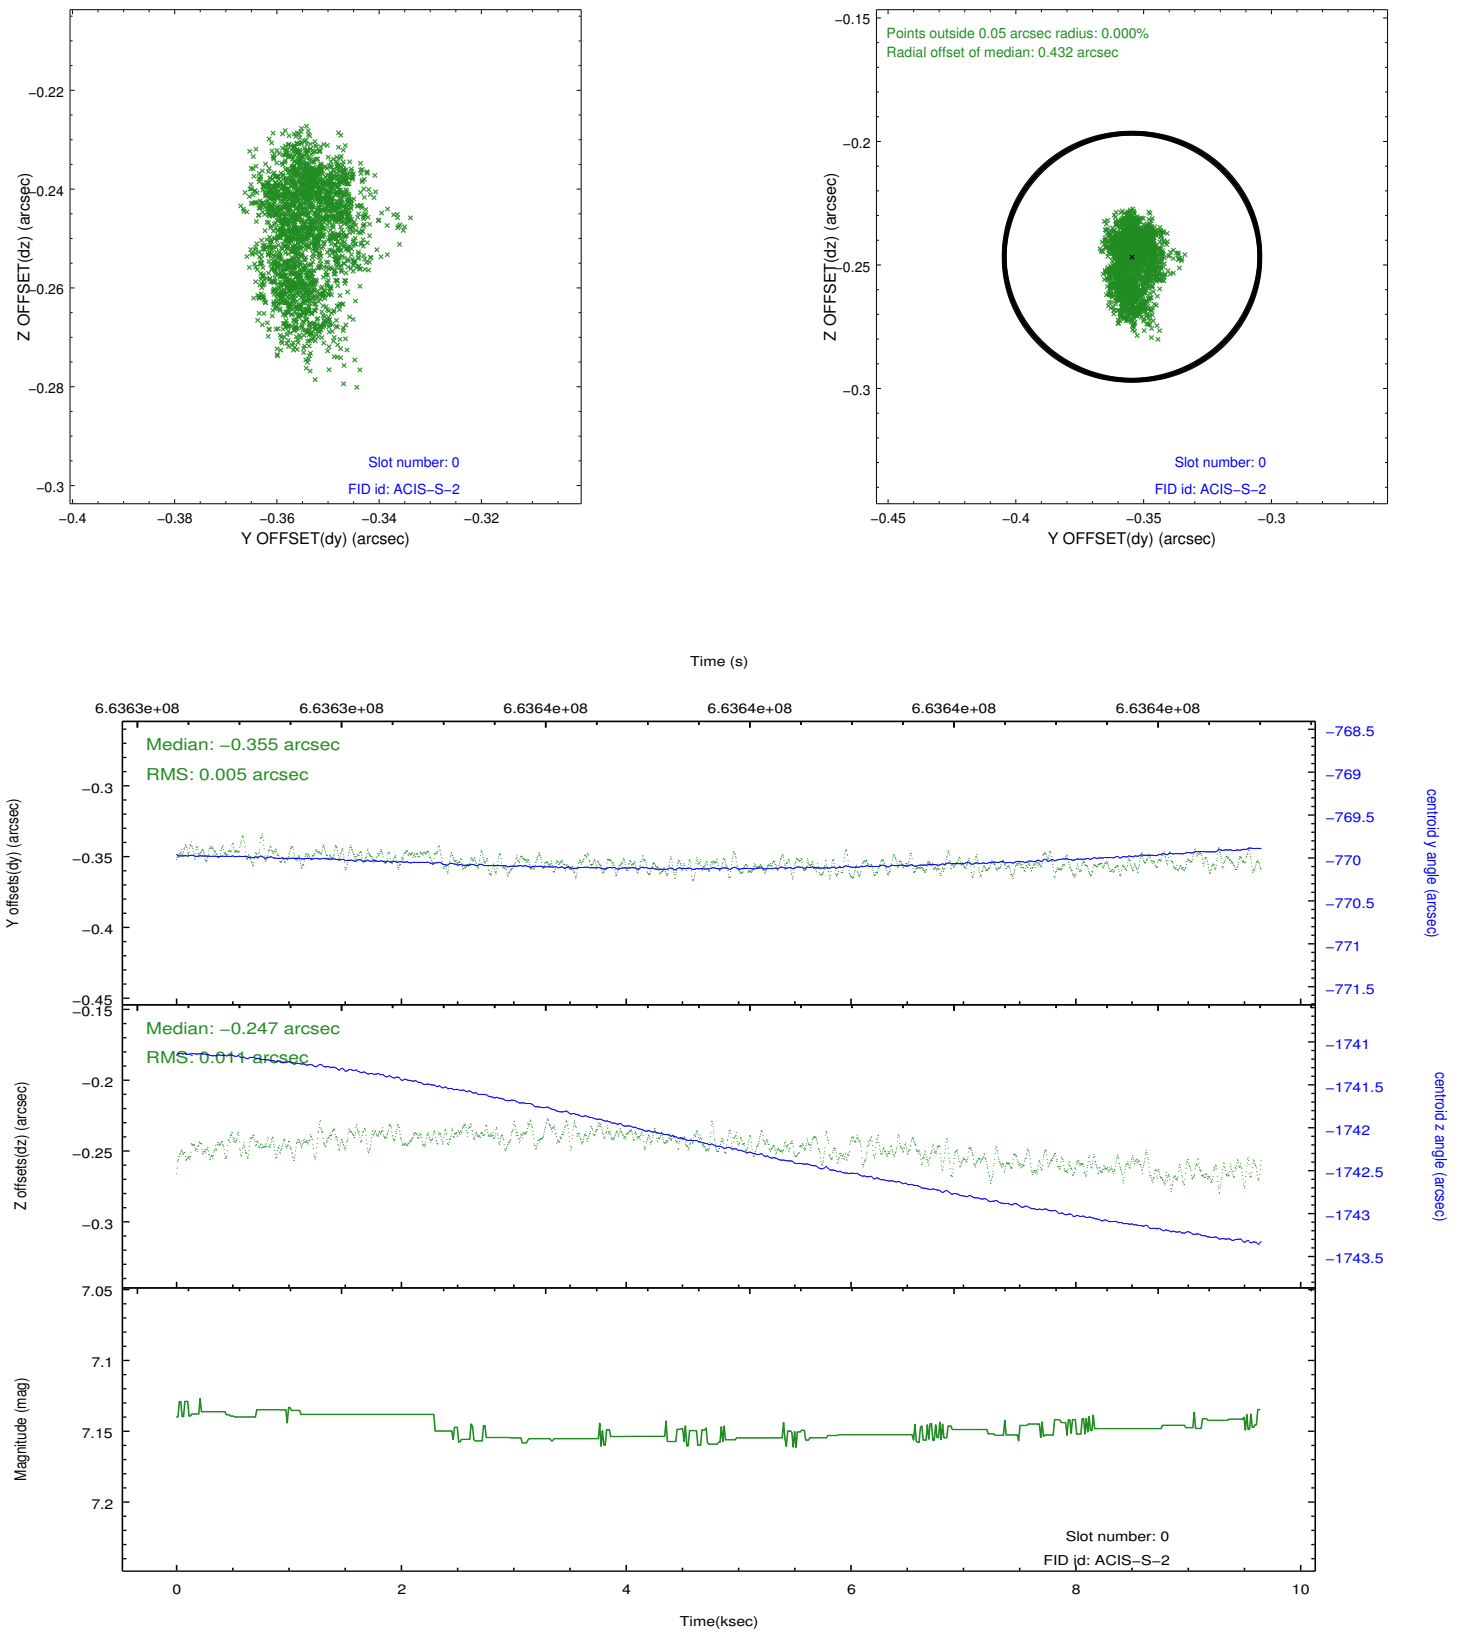 −0.22
−0.24
−0.26
−0.28
−0.3
−0.4
−0.38
−0.36
−0.34
−0.32
Z OFFSET(dz) (arcsec)
Y OFFSET(dy) (arcsec)
Slot number: 0
FID id: ACIS−S−2
Points outside 0.05 arcsec radius: 0.000%
Radial offset of median: 0.432 arcsec
−0.15
−0.2
−0.25
−0.3
−0.45
−0.4
−0.35
−0.3
Z OFFSET(dz) (arcsec)
Y OFFSET(dy) (arcsec)
Slot number: 0
FID id: ACIS−S−2
Time (s)
6.6363e+08
6.6363e+08
6.6364e+08
6.6364e+08
6.6364e+08
6.6364e+08
Median: −0.355 arcsec
RMS: 0.005 arcsec
−0.3
−0.35
−0.4
−0.45
Y offsets(dy) (arcsec)
−768.5
−769
−769.5
−770
−770.5
−771
−771.5
centroid y angle (arcsec)
Median: −0.247 arcsec
RMS: 0.011 arcsec
−0.15
−0.2
−0.25
−0.3
Z offsets(dz) (arcsec)
−1741
−1741.5
−1742
−1742.5
−1743
−1743.5
centroid z angle (arcsec)
7.05
7.1
7.15
7.2
Magnitude (mag)
Slot number: 0
FID id: ACIS−S−2
0
2
4
6
8
10
Time(ksec)